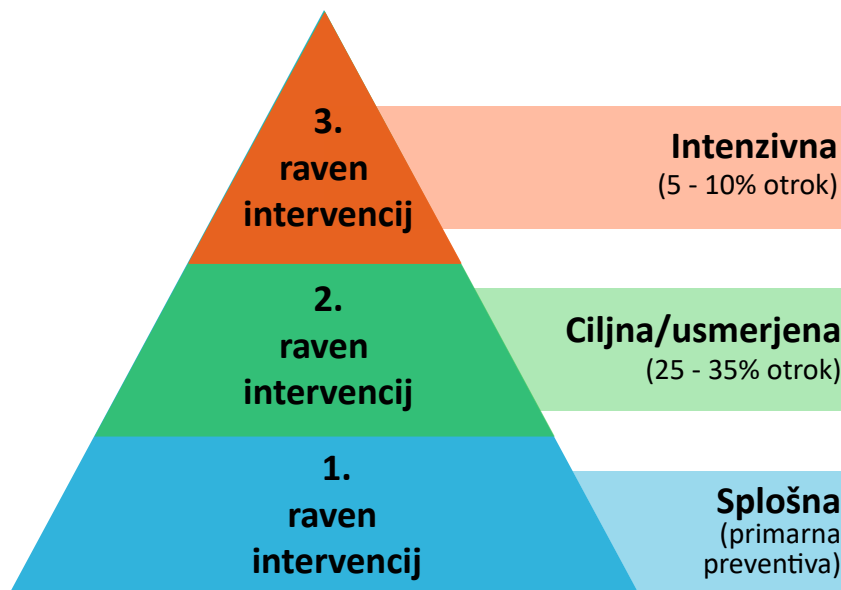 3.
raven
intervencij
Intenzivna
(5 - 10% otrok)
2.
raven
intervencij
Ciljna/usmerjena
(25 - 35% otrok)
1.
raven
intervencij
Splošna
(primarna
preventiva)